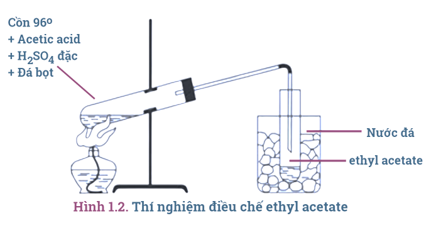 Cồn 96º
+ Acetic acid
+ H₂SO₄ đặc
+ Đá bọt
Nước đá
ethyl acetate
Hình 1.2. Thí nghiệm điều chế ethyl acetate